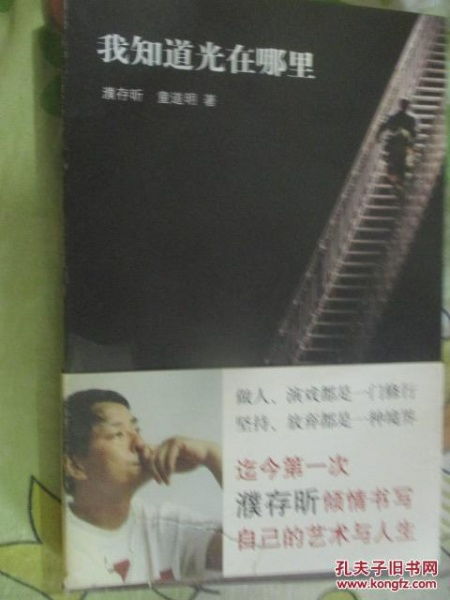 我知道光在哪里
濮存昕 童道明 著
做人、演戏都是一门修行
坚持、放弃都是一种境界
迄今第一次
濮存昕倾情书写
自己的艺术与人生
孔夫子旧书网
www.kongfz.com